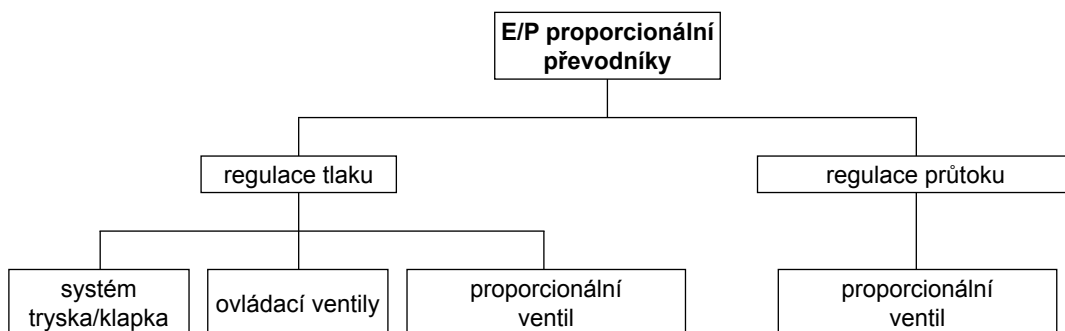 E/P proporcionální
převodníky
regulace tlaku
regulace průtoku
systém
tryska/klapka
ovládací ventily
proporcionální
ventil
proporcionální
ventil